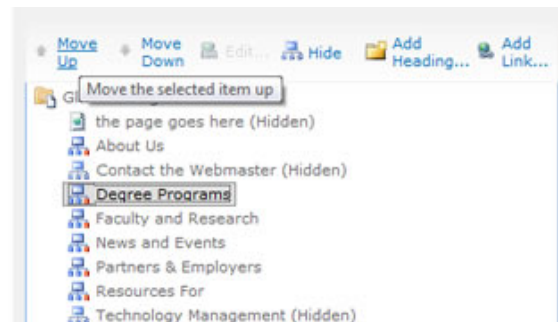 Move Up Move Down Edit... Hide Add Heading... Add Link...
Move the selected item up
the page goes here (Hidden)
About Us
Contact the Webmaster (Hidden)
Degree Programs
Faculty and Research
News and Events
Partners & Employers
Resources For
Technology Management (Hidden)